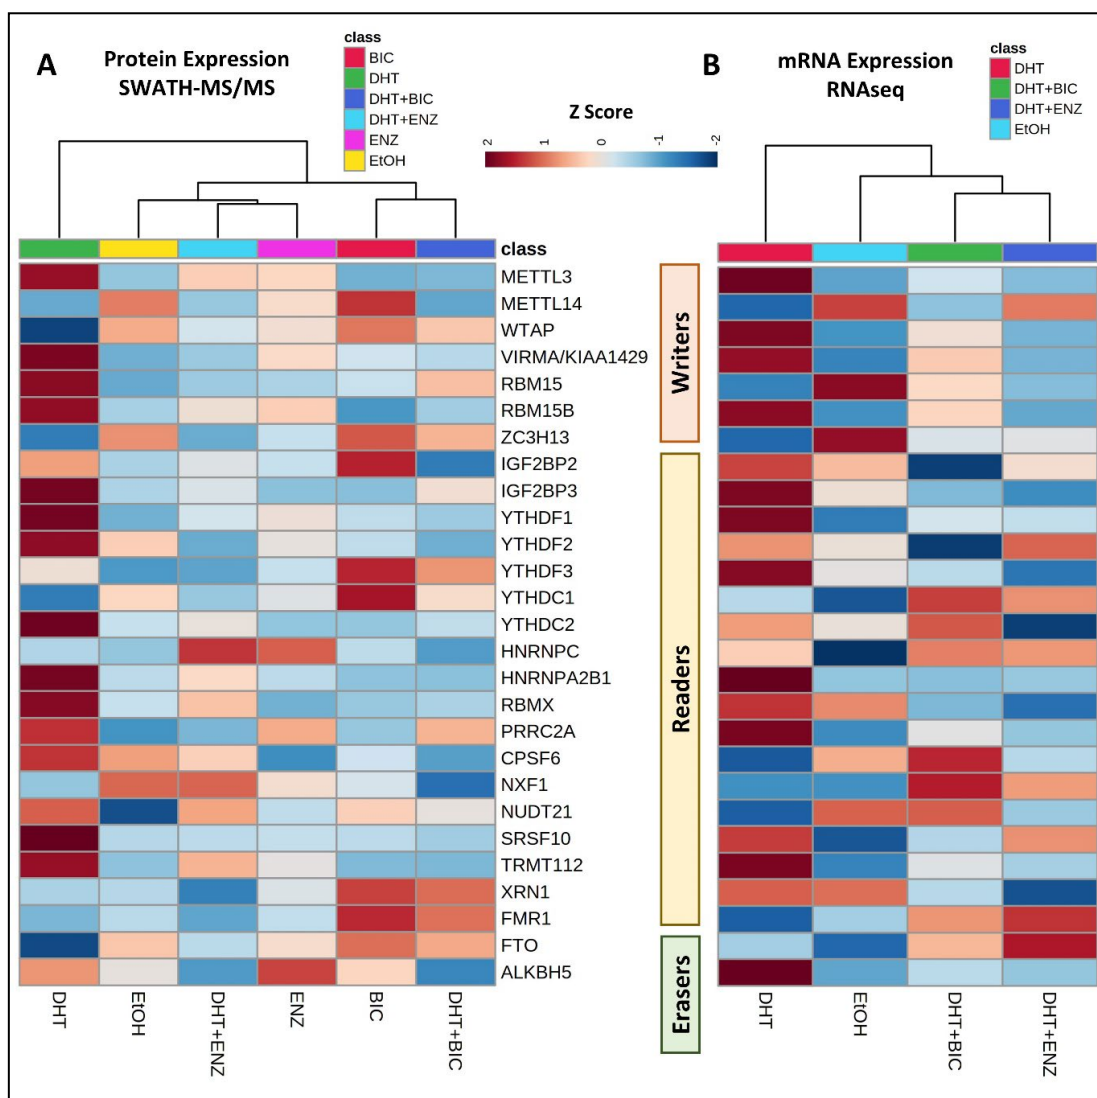 A
Protein Expression
SWATH-MS/MS
class
BIC
DHT
DHT+BIC
DHT+ENZ
ENZ
EtOH
Z Score
2 1 0 -1 -2
B
mRNA Expression
RNAseq
class
DHT
DHT+BIC
DHT+ENZ
EtOH
class
METTL3
METTL14
WTAP
VIRMA/KIAA1429
RBM15
RBM15B
ZC3H13
IGF2BP2
IGF2BP3
YTHDF1
YTHDF2
YTHDF3
YTHDC1
YTHDC2
HNRNPC
HNRNPA2B1
RBMX
PRRC2A
CPSF6
NXF1
NUDT21
SRSF10
TRMT112
XRN1
FMR1
FTO
ALKBH5
DHT
EtOH
DHT+ENZ
ENZ
BIC
DHT+BIC
Writers
Readers
Erasers
DHT
EtOH
DHT+BIC
DHT+ENZ